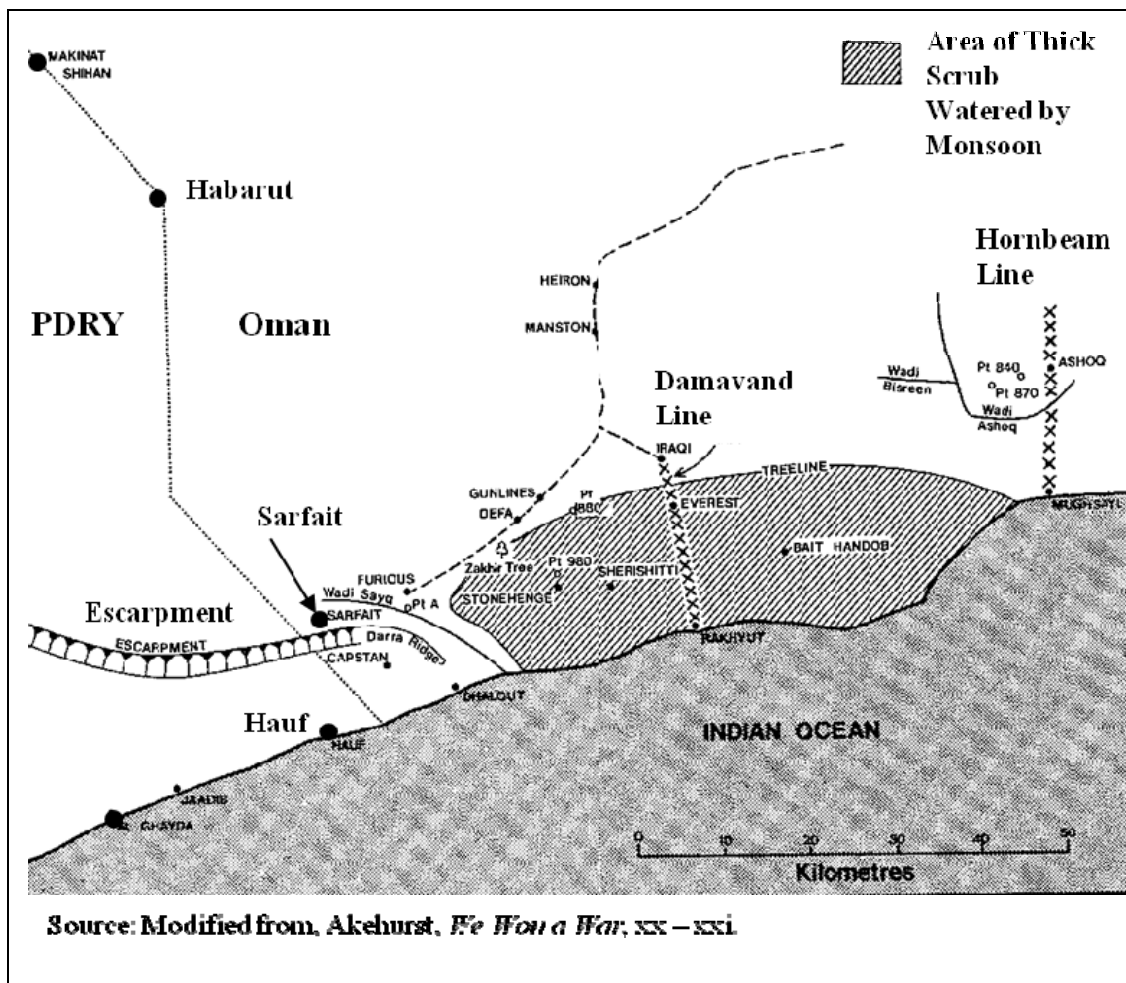 MAKINAT
SHIHAN
Area of Thick
Scrub
Watered by
Monsoon
Habarut
Hornbeam
Line
HEIRON
PDRY
Oman
MANSTON
ASHOQ
Pt 840
Wadi
Bisreen
Pt 870
Damavand
Line
Wadi
Ashoq
IRAQI
TREELINE
GUNLINES
Pt
880
EVEREST
MUGHSAYL
DEFA
Sarfait
BAIT HANDOB
Zakhir Tree
Pt 980
SHERISHITTI
FURIOUS
STONEHENGE
Wadi Sayq
Pt A
Escarpment
SARFAIT
RAKHYUT
ESCARPMENT
Darra Ridge
CAPSTAN
DHALQUT
Hauf
HAUF
INDIAN OCEAN
JAADIB
GHAYDA
0 10 20 30 40 50
Kilometres
Source: Modified from, Akehurst, We Won a War, xx – xxi.